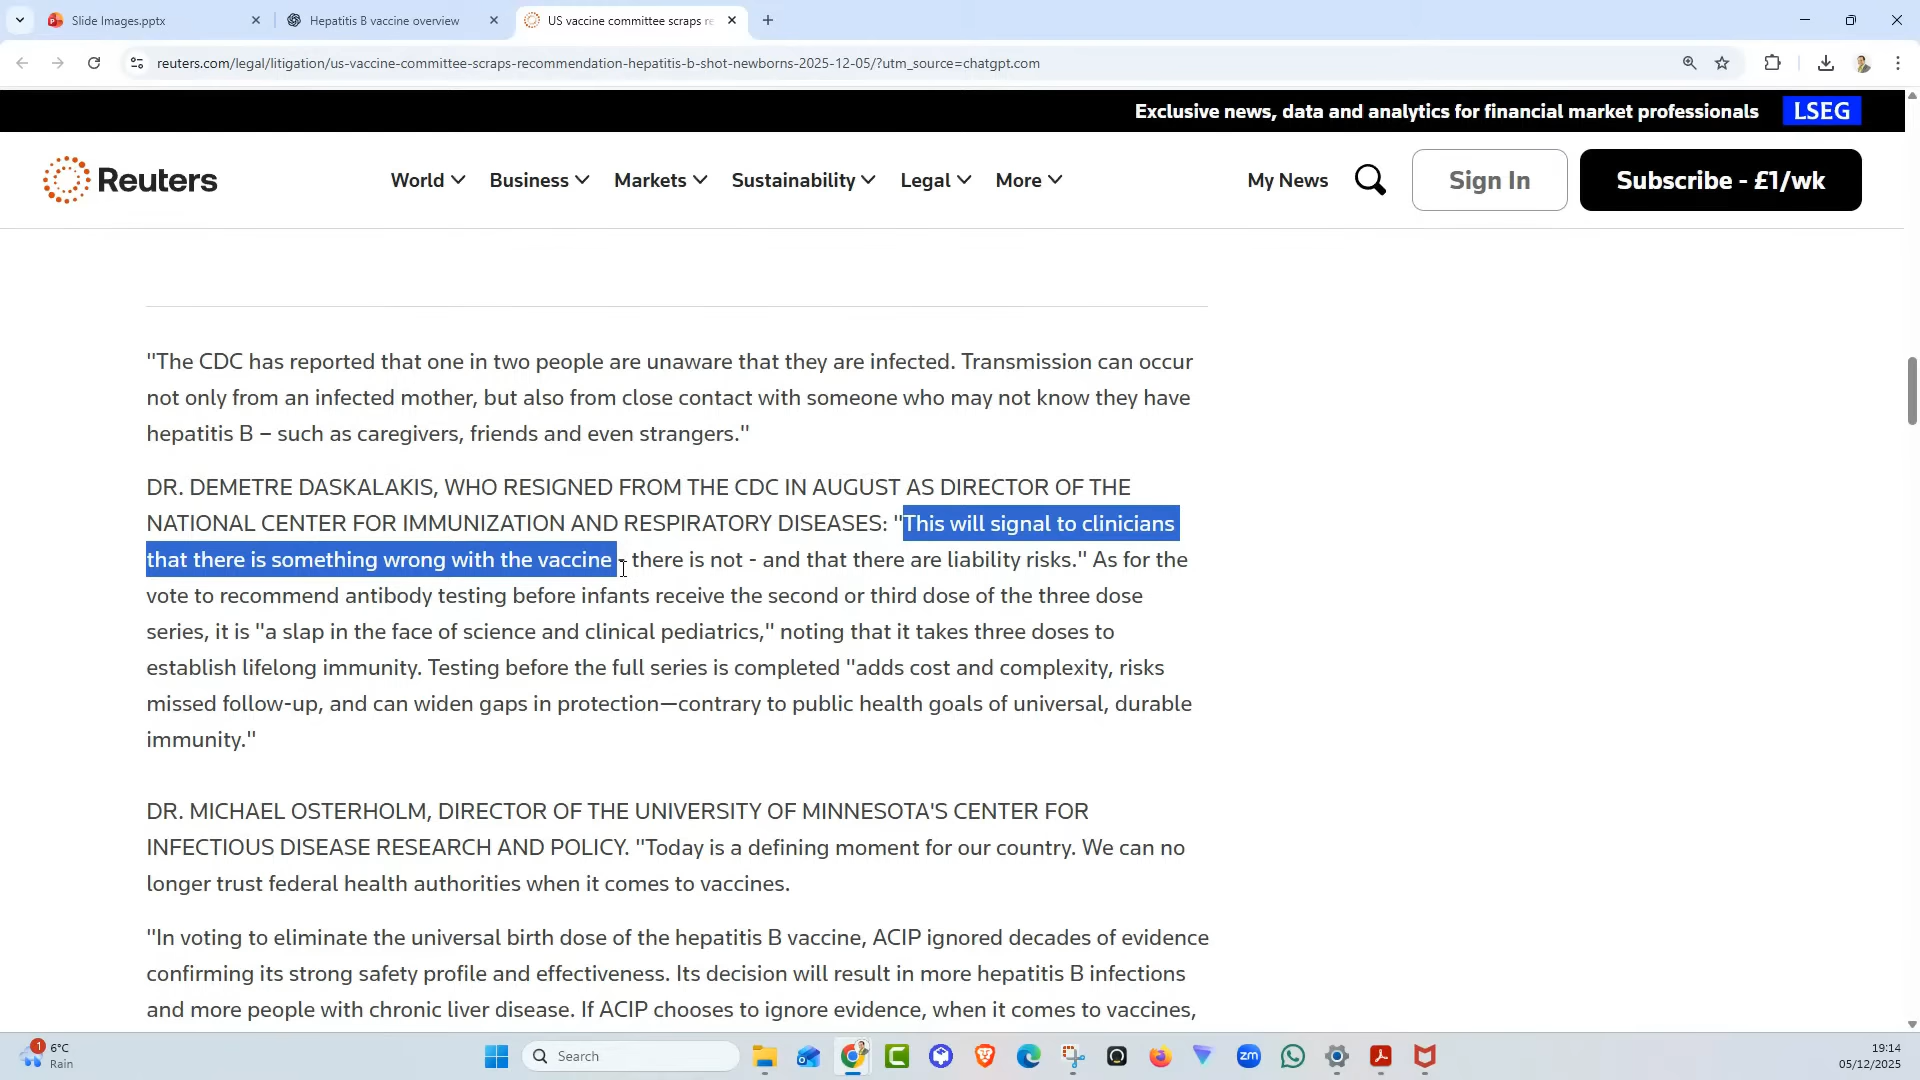 Slide Images.pptx
Hepatitis B vaccine overview
US vaccine committee scraps re
reuters.com/legal/litigation/us-vaccine-committee-scraps-recommendation-hepatitis-b-shot-newborns-2025-12-05/?utm_source=chatgpt.com
Exclusive news, data and analytics for financial market professionals LSEG
Reuters
World Business Markets Sustainability Legal More
My News
Sign In
Subscribe - £1/wk
"The CDC has reported that one in two people are unaware that they are infected. Transmission can occur
not only from an infected mother, but also from close contact with someone who may not know they have
hepatitis B – such as caregivers, friends and even strangers."
DR. DEMETRE DASKALAKIS, WHO RESIGNED FROM THE CDC IN AUGUST AS DIRECTOR OF THE
NATIONAL CENTER FOR IMMUNIZATION AND RESPIRATORY DISEASES: "This will signal to clinicians
that there is something wrong with the vaccine - there is not - and that there are liability risks." As for the
vote to recommend antibody testing before infants receive the second or third dose of the three dose
series, it is "a slap in the face of science and clinical pediatrics," noting that it takes three doses to
establish lifelong immunity. Testing before the full series is completed "adds cost and complexity, risks
missed follow-up, and can widen gaps in protection—contrary to public health goals of universal, durable
immunity."
DR. MICHAEL OSTERHOLM, DIRECTOR OF THE UNIVERSITY OF MINNESOTA'S CENTER FOR
INFECTIOUS DISEASE RESEARCH AND POLICY. "Today is a defining moment for our country. We can no
longer trust federal health authorities when it comes to vaccines.
"In voting to eliminate the universal birth dose of the hepatitis B vaccine, ACIP ignored decades of evidence
confirming its strong safety profile and effectiveness. Its decision will result in more hepatitis B infections
and more people with chronic liver disease. If ACIP chooses to ignore evidence, when it comes to vaccines,
1
6°C
Rain
Search
zm
19:14
05/12/2025